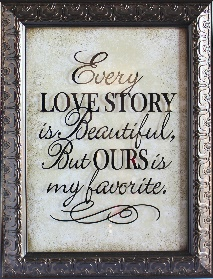 Every
LOVE STORY
is Beautiful,
But OURS is
my favorite.